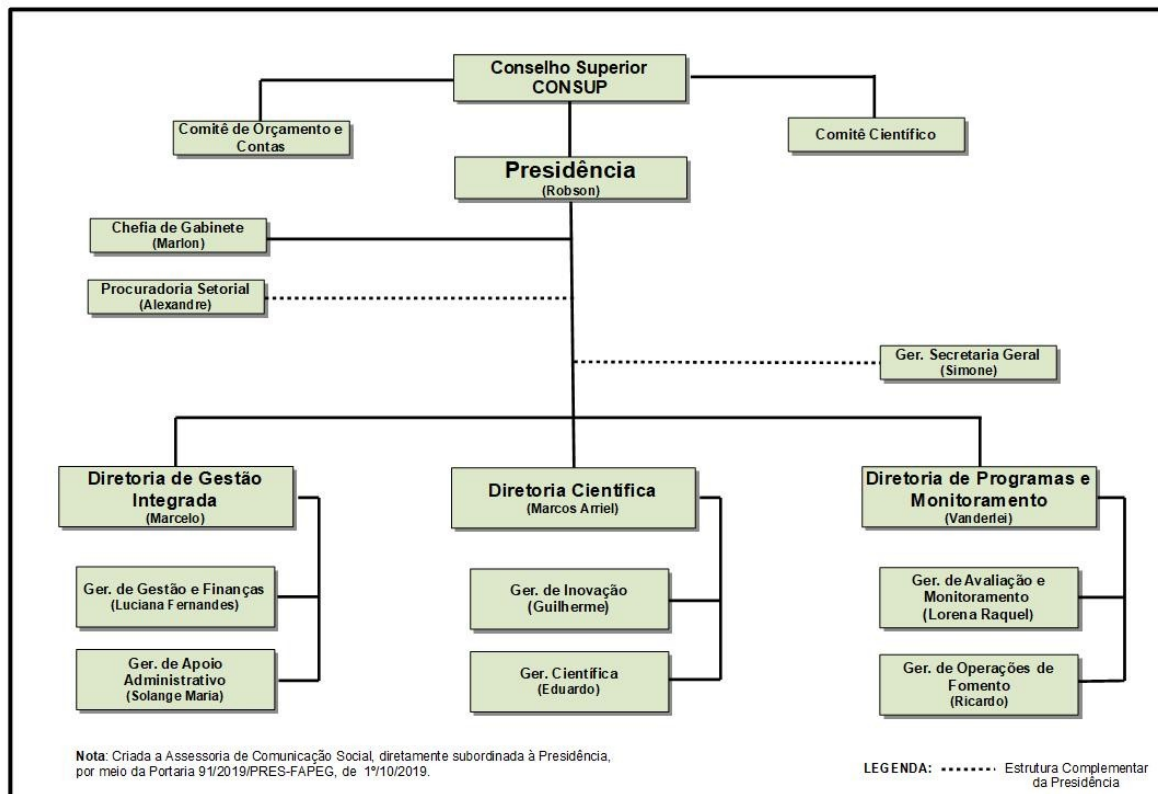 Conselho Superior
CONSUP
Comitê de Orçamento e
Contas
Comitê Científico
Presidência
(Robson)
Chefia de Gabinete
(Marlon)
Procuradoria Setorial
(Alexandre)
Ger. Secretaria Geral
(Simone)
Diretoria de Gestão
Integrada
(Marcelo)
Diretoria Científica
(Marcos Arriel)
Diretoria de Programas e
Monitoramento
(Vanderlei)
Ger. de Gestão e Finanças
(Luciana Fernandes)
Ger. de Inovação
(Guilherme)
Ger. de Avaliação e
Monitoramento
(Lorena Raquel)
Ger. de Apoio
Administrativo
(Solange Maria)
Ger. Científica
(Eduardo)
Ger. de Operações de
Fomento
(Ricardo)
Nota: Criada a Assessoria de Comunicação Social, diretamente subordinada à Presidência,
por meio da Portaria 91/2019/PRES-FAPEG, de 1º/10/2019.
LEGENDA: Estrutura Complementar
da Presidência